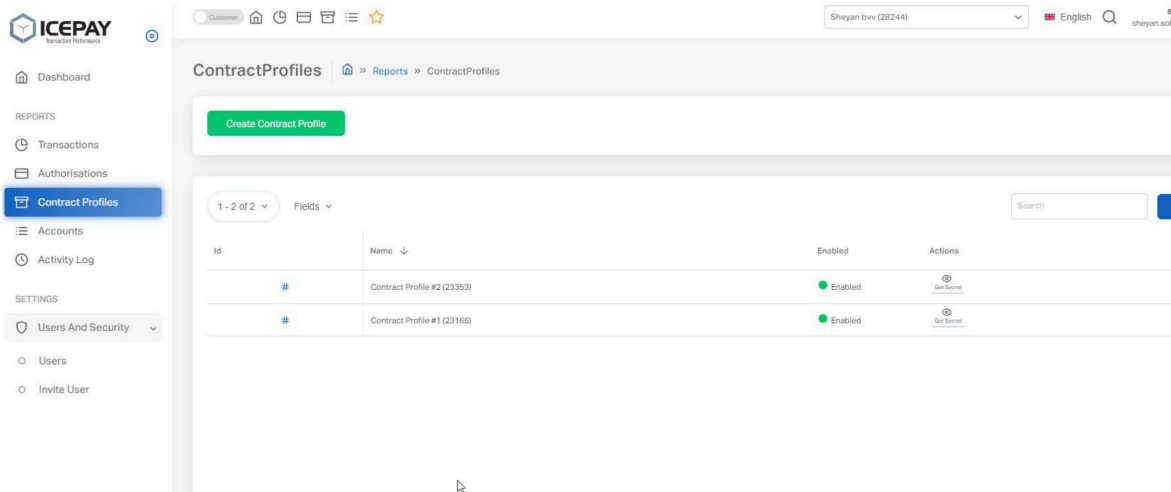 ICEPAY
Transaction Performance
Customer
Sheyan bvv (28244)
English
Dashboard
ContractProfiles
» Reports » ContractProfiles
REPORTS
Create Contract Profile
Transactions
Authorisations
Contract Profiles
1 - 2 of 2
Fields
Search
Accounts
Activity Log
Id
Name
Enabled
Actions
#
Contract Profile #2 (23353)
Enabled
Get Secret
#
Contract Profile #1 (23165)
Enabled
Get Secret
SETTINGS
Users And Security
Users
Invite User